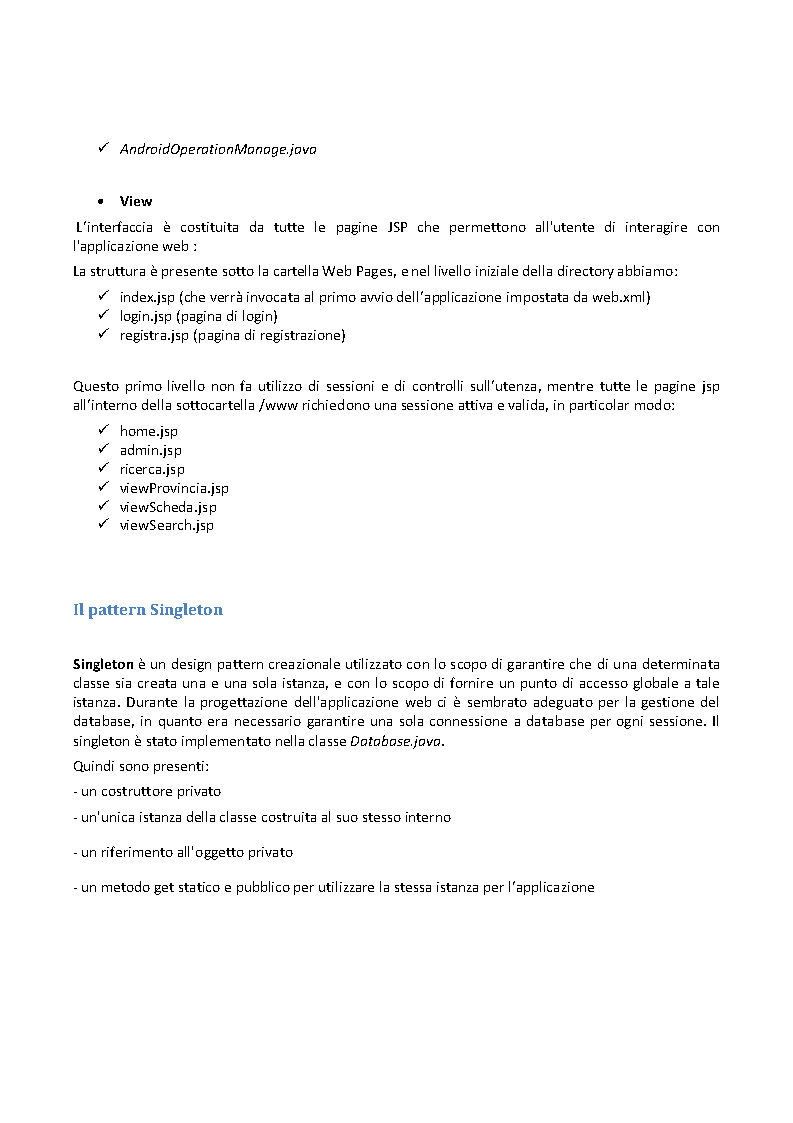 ✓ AndroidOperationManage.java
• View
L'interfaccia è costituita da tutte le pagine JSP che permettono all'utente di interagire con
l'applicazione web :
La struttura è presente sotto la cartella Web Pages, e nel livello iniziale della directory abbiamo:
✓ index.jsp (che verrà invocata al primo avvio dell'applicazione impostata da web.xml)
✓ login.jsp (pagina di login)
✓ registra.jsp (pagina di registrazione)
Questo primo livello non fa utilizzo di sessioni e di controlli sull'utenza, mentre tutte le pagine jsp
all'interno della sottocartella /www richiedono una sessione attiva e valida, in particolar modo:
✓ home.jsp
✓ admin.jsp
✓ ricerca.jsp
✓ viewProvincia.jsp
✓ viewScheda.jsp
✓ viewSearch.jsp
Il pattern Singleton
Singleton è un design pattern creazionale utilizzato con lo scopo di garantire che di una determinata
classe sia creata una e una sola istanza, e con lo scopo di fornire un punto di accesso globale a tale
istanza. Durante la progettazione dell'applicazione web ci è sembrato adeguato per la gestione del
database, in quanto era necessario garantire una sola connessione a database per ogni sessione. Il
singleton è stato implementato nella classe Database.java.
Quindi sono presenti:
- un costruttore privato
- un'unica istanza della classe costruita al suo stesso interno
- un riferimento all'oggetto privato
- un metodo get statico e pubblico per utilizzare la stessa istanza per l'applicazione